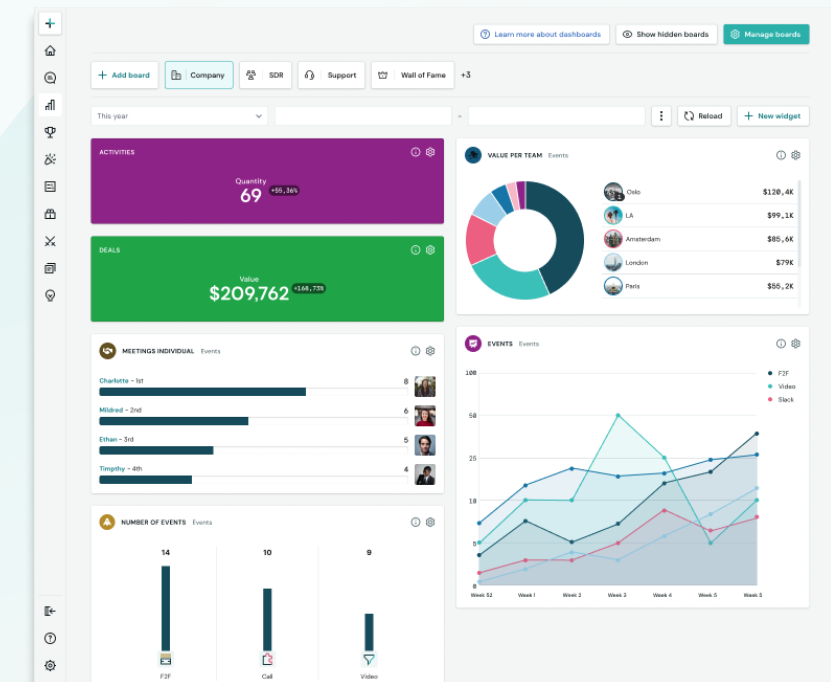 Learn more about dashboards
Show hidden boards
Manage boards
Add board
Company
SDR
Support
Wall of Fame
+3
This year
-
Reload
New widget
ACTIVITIES
Quantity
69 +55,36%
DEALS
Value
$209,762 +168,73%
MEETINGS INDIVIDUAL Events
Charlotte - 1st 8
Mildred - 2nd 6
Ethan - 3rd 5
Timpthy - 4th 4
NUMBER OF EVENTS Events
14 10 9
F2F Call Video
VALUE PER TEAM Events
Oslo $120,4K
LA $99,1K
Amsterdam $85,6K
London $79K
Paris $55,2K
EVENTS Events
F2F
Video
Slack
100
50
25
10
5
0
Week 52 Week 1 Week 2 Week 3 Week 4 Week 5 Week 5